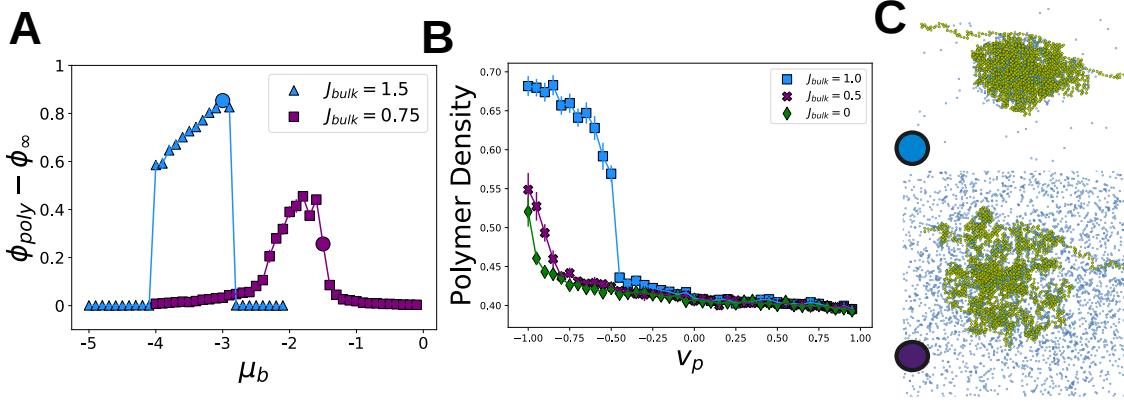 A
ϕ_poly − ϕ_∞
1
0.8
0.6
0.4
0.2
0
-5
-4
-3
-2
-1
0
μ_b
J_bulk = 1.5
J_bulk = 0.75
B
Polymer Density
0.70
0.65
0.60
0.55
0.50
0.45
0.40
−1.00
−0.75
−0.50
−0.25
0.00
0.25
0.50
0.75
1.00
v_p
J_bulk = 1.0
J_bulk = 0.5
J_bulk = 0
C